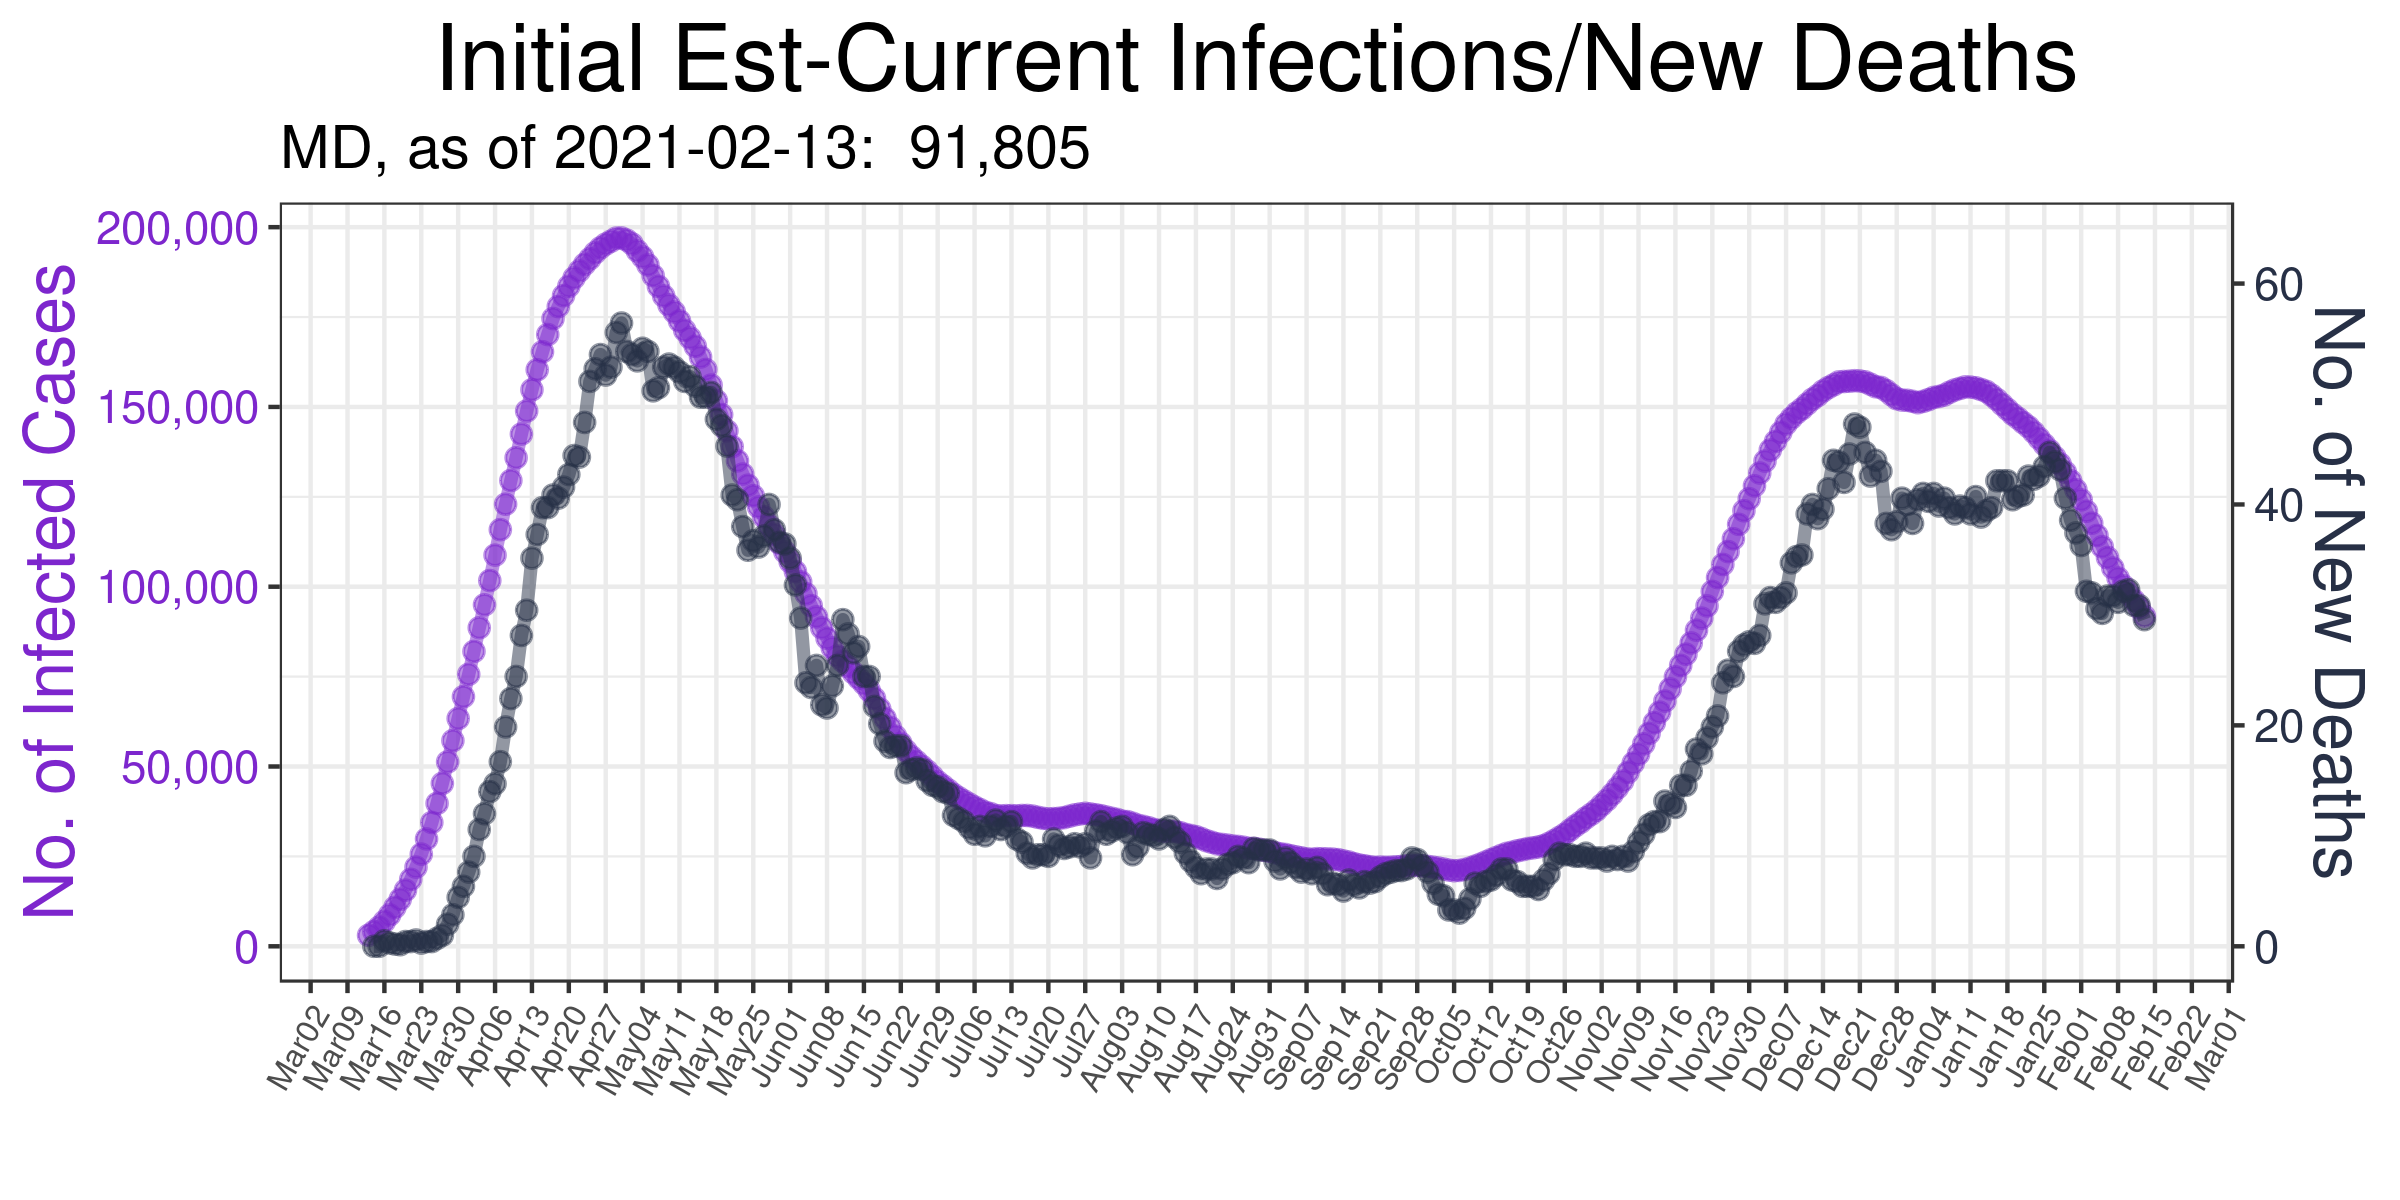 Initial Est-Current Infections/New Deaths
MD, as of 2021-02-13:  91,805
No. of Infected Cases
200,000
150,000
100,000
50,000
0
60
40
20
0
No. of New Deaths
Mar02
Mar09
Mar16
Mar23
Mar30
Apr06
Apr13
Apr20
Apr27
May04
May11
May18
May25
Jun01
Jun08
Jun15
Jun22
Jun29
Jul06
Jul13
Jul20
Jul27
Aug03
Aug10
Aug17
Aug24
Aug31
Sep07
Sep14
Sep21
Sep28
Oct05
Oct12
Oct19
Oct26
Nov02
Nov09
Nov16
Nov23
Nov30
Dec07
Dec14
Dec21
Dec28
Jan04
Jan11
Jan18
Jan25
Feb01
Feb08
Feb15
Feb22
Mar01